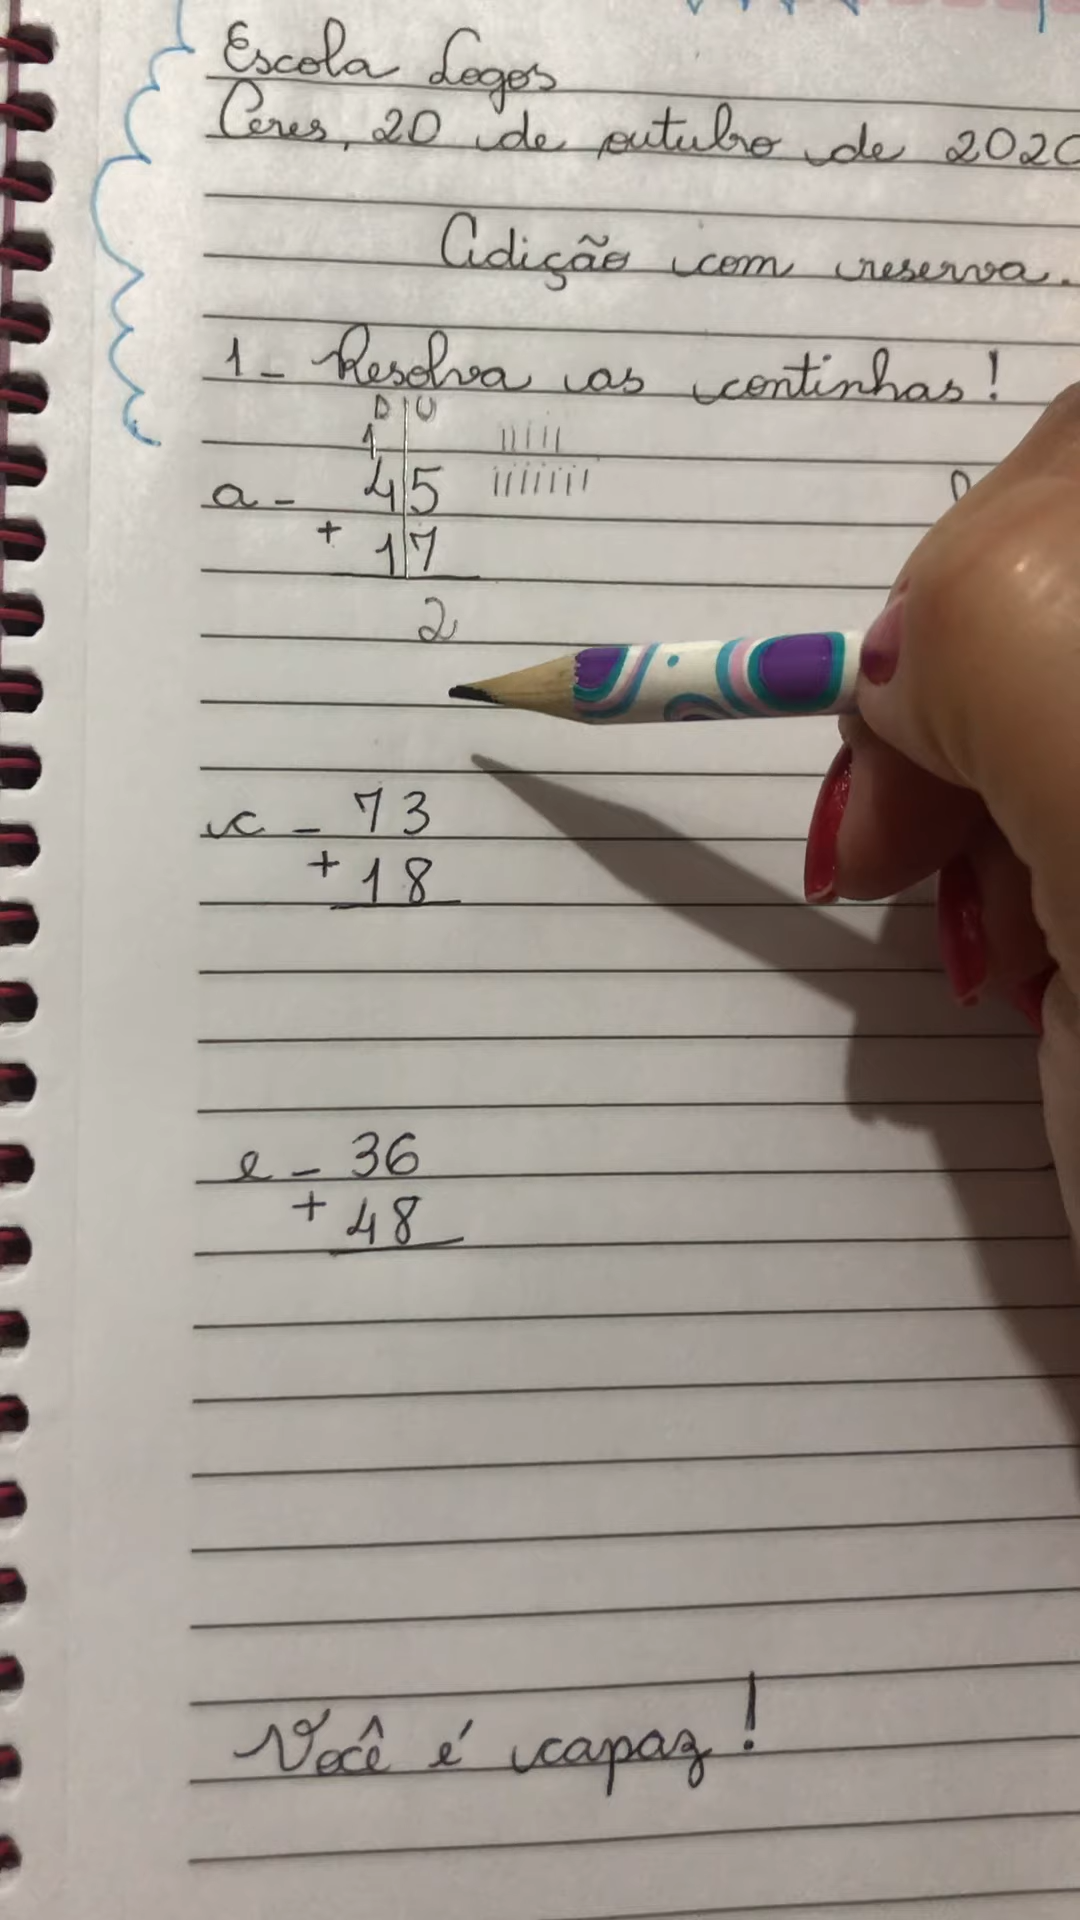 Escola Logos
Ceres, 20 de outubro de 2020
Adição com reserva.
1 - Resolva as continhas!
D U
1
a - 45
+ 17
2
c - 73
+ 18
e - 36
+ 48
Você é capaz!